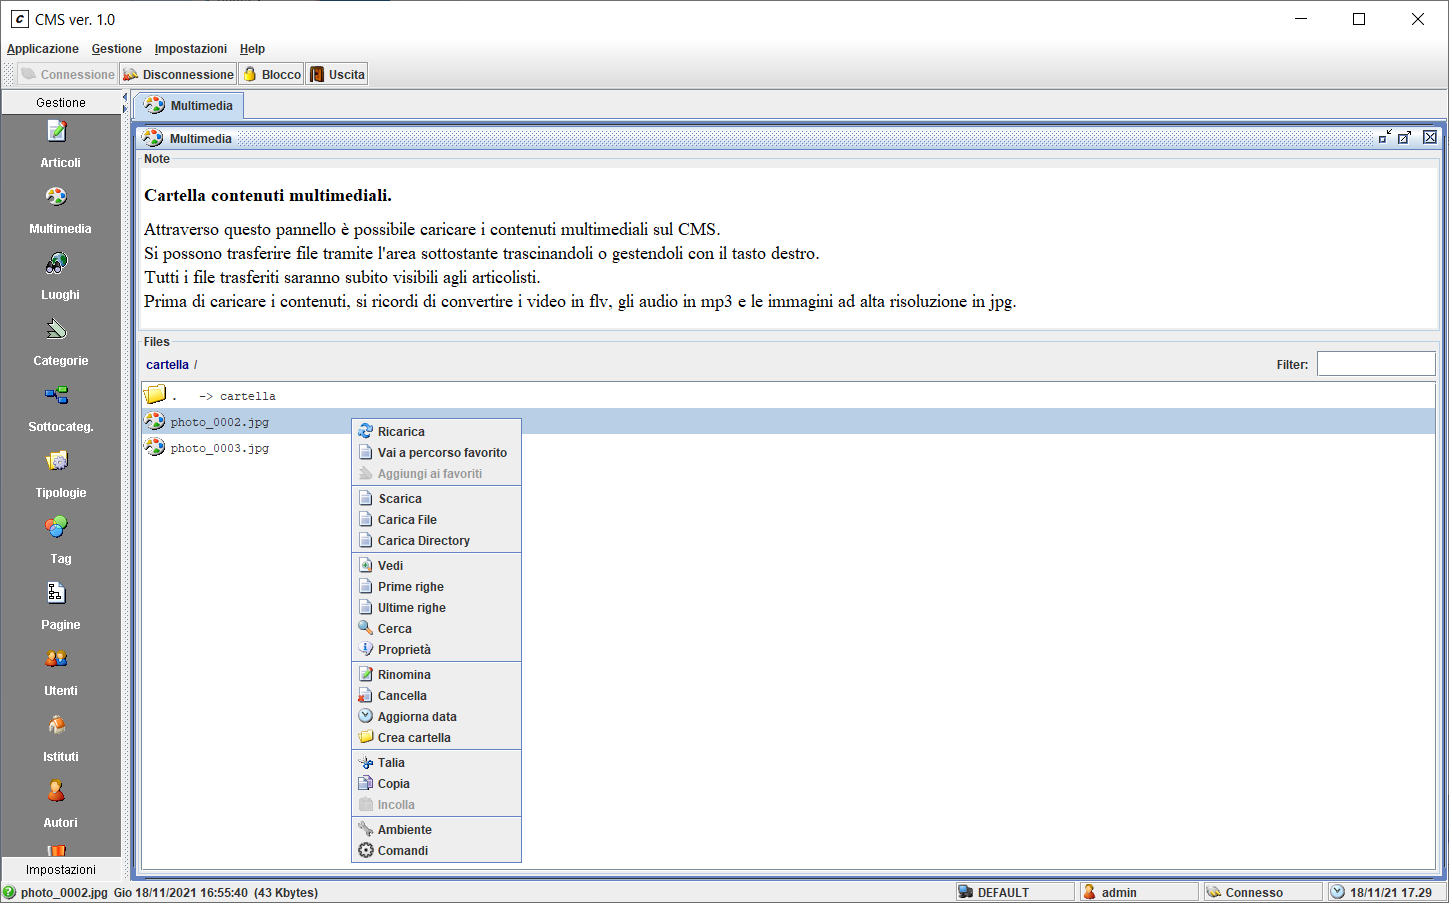 CMS ver. 1.0
Applicazione Gestione Impostazioni Help
Connessione Disconnessione Blocco Uscita
Gestione
Articoli
Multimedia
Luoghi
Categorie
Sottocateg.
Tipologie
Tag
Pagine
Utenti
Istituti
Autori
Impostazioni
Multimedia
Multimedia
Note
Cartella contenuti multimediali.
Attraverso questo pannello è possibile caricare i contenuti multimediali sul CMS.
Si possono trasferire file tramite l'area sottostante trascinandoli o gestendoli con il tasto destro.
Tutti i file trasferiti saranno subito visibili agli articolisti.
Prima di caricare i contenuti, si ricordi di convertire i video in flv, gli audio in mp3 e le immagini ad alta risoluzione in jpg.
Files
cartella / Filter:
. -> cartella
photo_0002.jpg
photo_0003.jpg
Ricarica
Vai a percorso favorito
Aggiungi ai favoriti
Scarica
Carica File
Carica Directory
Vedi
Prime righe
Ultime righe
Cerca
Proprietà
Rinomina
Cancella
Aggiorna data
Crea cartella
Talia
Copia
Incolla
Ambiente
Comandi
photo_0002.jpg Gio 18/11/2021 16:55:40 (43 Kbytes) DEFAULT admin Connesso 18/11/21 17.29